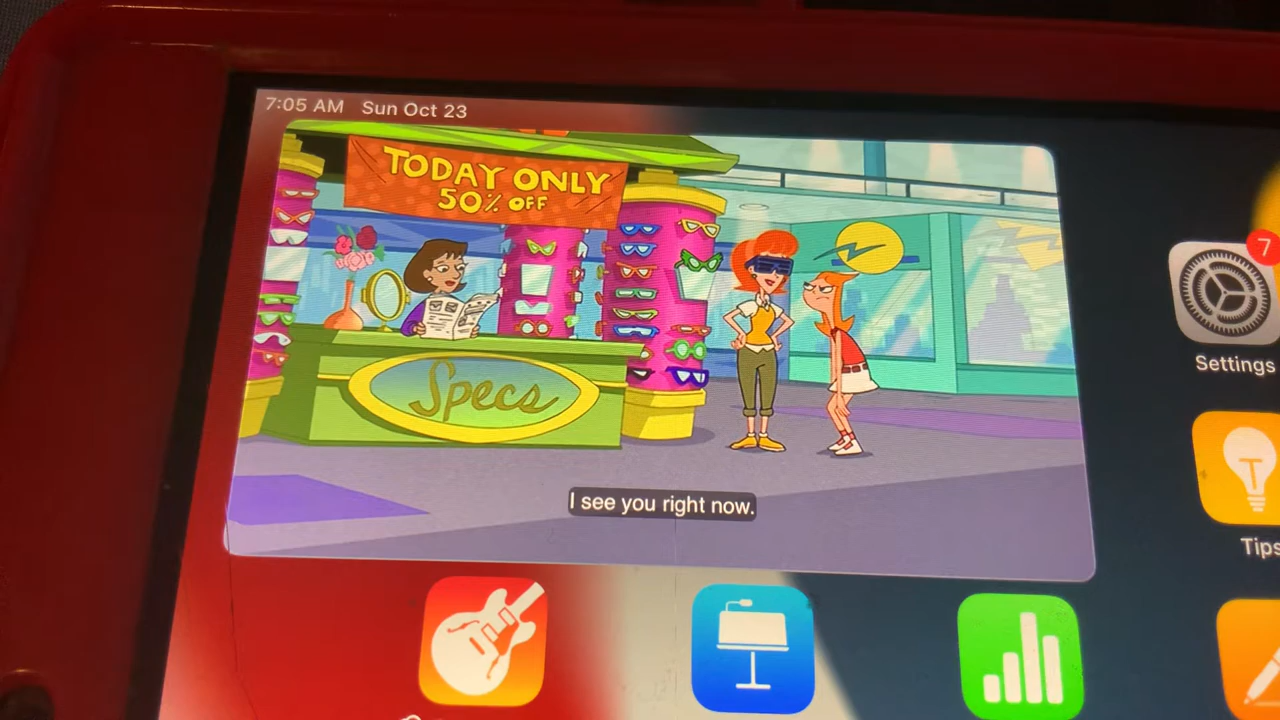 7:05 AM Sun Oct 23
TODAY ONLY
50% OFF
Specs
I see you right now.
7
Settings
Tips